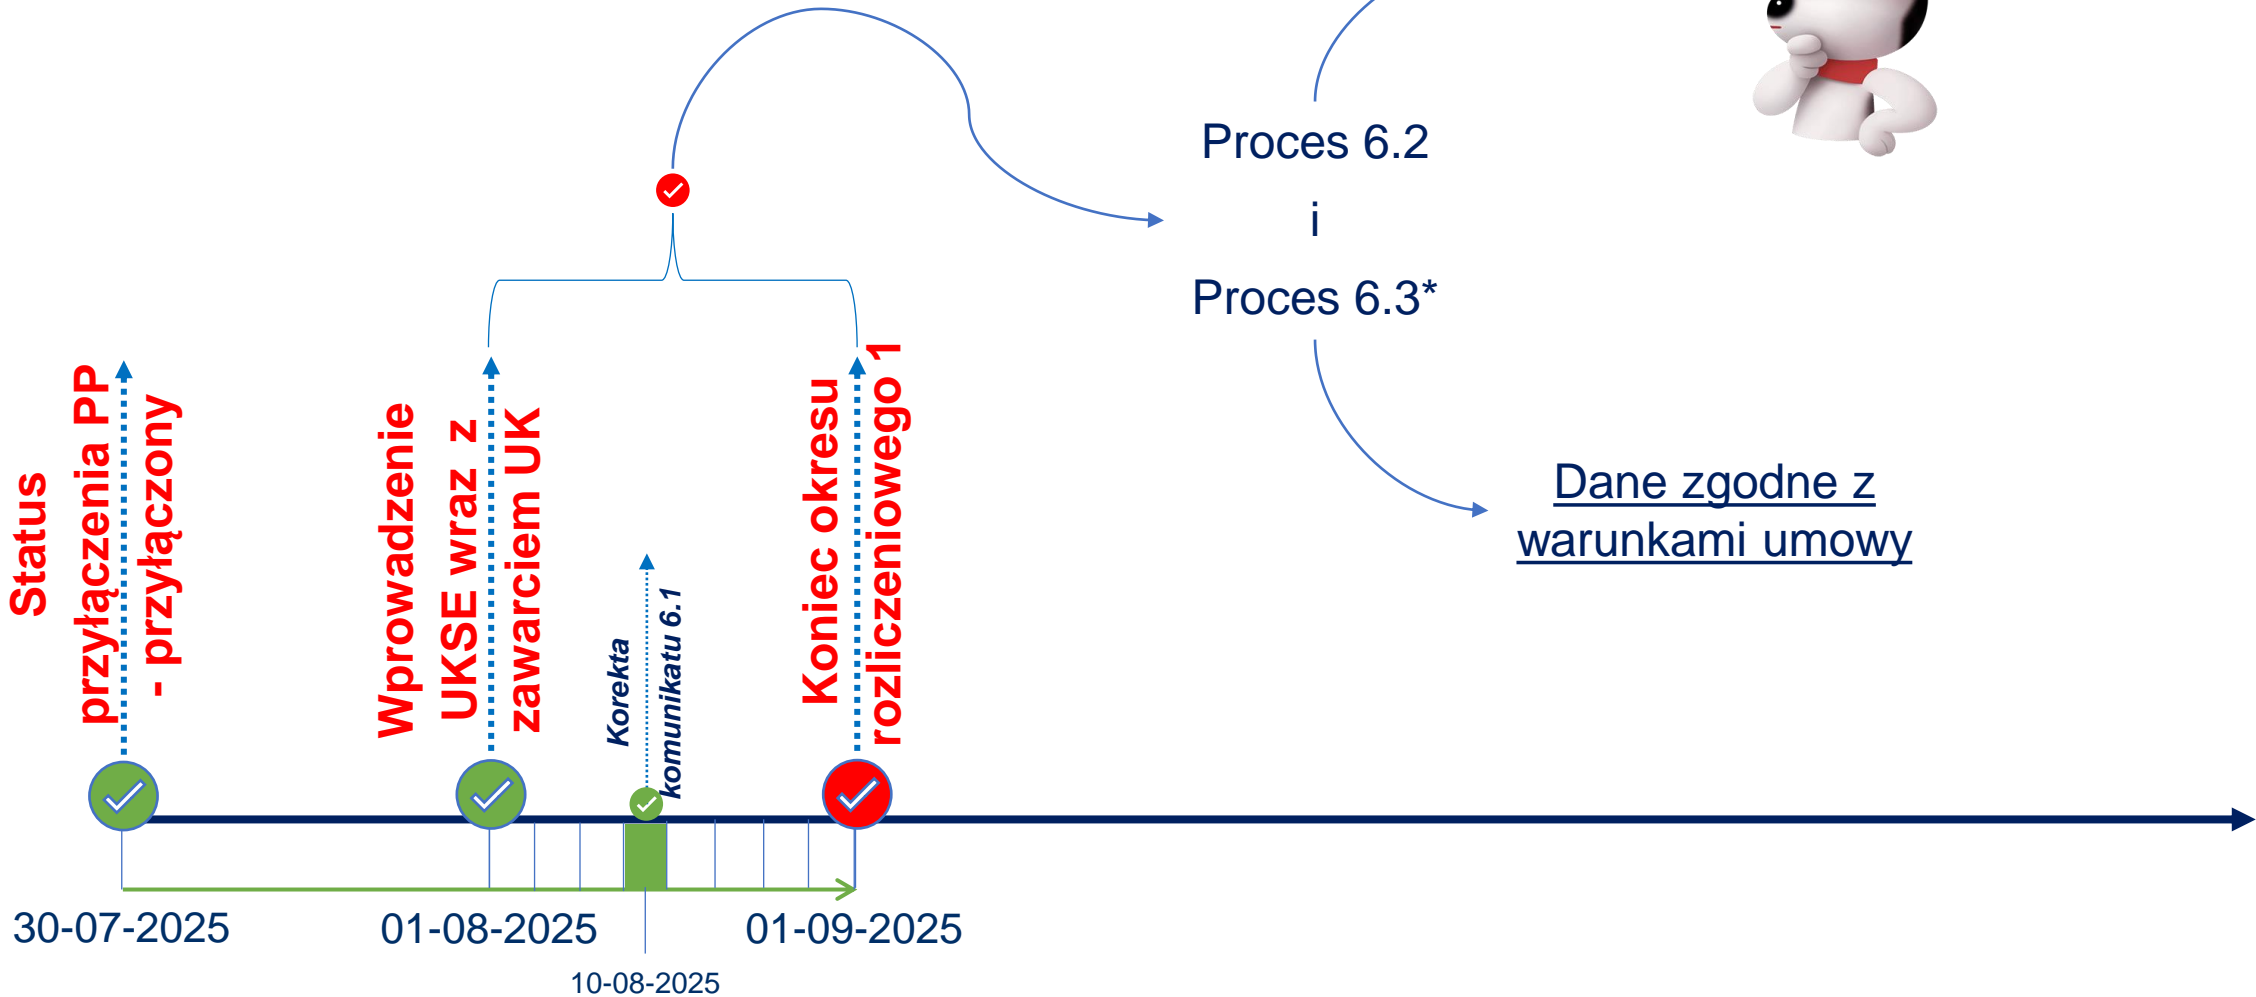 Proces 6.2
i
Proces 6.3*
Dane zgodne z
warunkami umowy
Status
przyłączenia PP
- przyłączony
Wprowadzenie
UKSE wraz z
zawarciem UK
Korekta
komunikatu 6.1
Koniec okresu
rozliczeniowego 1
30-07-2025
01-08-2025
01-09-2025
10-08-2025